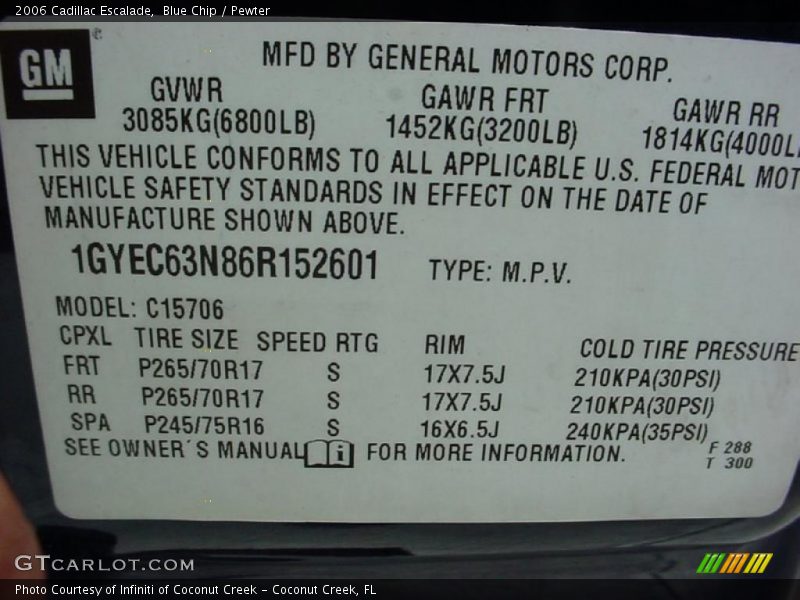 2006 Cadillac Escalade, Blue Chip / Pewter
GM
MFD BY GENERAL MOTORS CORP.
GVWR GAWR FRT GAWR RR
3085KG(6800LB) 1452KG(3200LB) 1814KG(4000L
THIS VEHICLE CONFORMS TO ALL APPLICABLE U.S. FEDERAL MOT
VEHICLE SAFETY STANDARDS IN EFFECT ON THE DATE OF
MANUFACTURE SHOWN ABOVE.
1GYEC63N86R152601 TYPE: M.P.V.
MODEL: C15706
CPXL TIRE SIZE SPEED RTG RIM COLD TIRE PRESSURE
FRT P265/70R17 S 17X7.5J 210KPA(30PSI)
RR P265/70R17 S 17X7.5J 210KPA(30PSI)
SPA P245/75R16 S 16X6.5J 240KPA(35PSI)
SEE OWNER´S MANUAL i FOR MORE INFORMATION.
F 288
T 300
GTCARLOT.COM
Photo Courtesy of Infiniti of Coconut Creek – Coconut Creek, FL